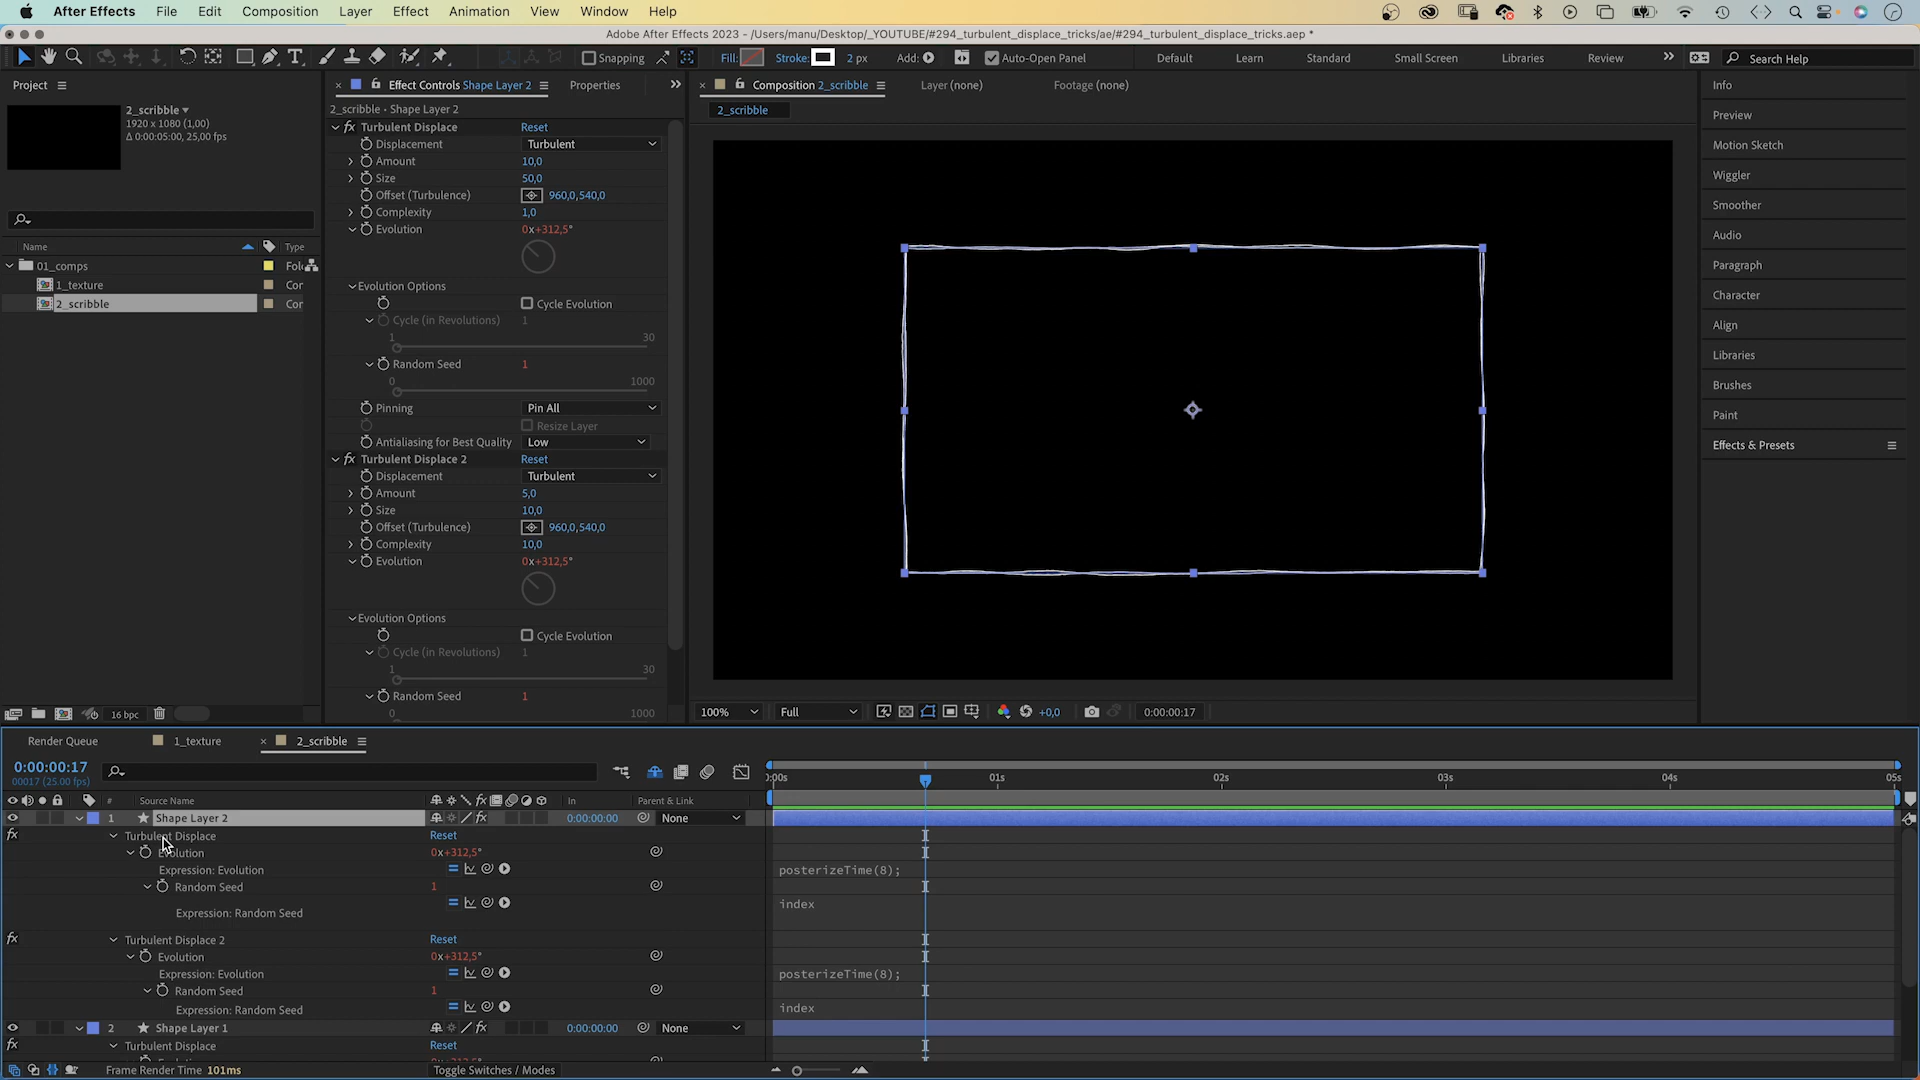 After Effects File Edit Composition Layer Effect Animation View Window Help
Adobe After Effects 2023 - /Users/manu/Desktop/_YOUTUBE/#294_turbulent_displace_tricks/ae/#294_turbulent_displace_tricks.aep *
Snapping Fill: Stroke: 2 px Add: Auto-Open Panel Default Learn Standard Small Screen Libraries Review Search Help
Project
Effect Controls Shape Layer 2 Properties
Composition 2_scribble Layer (none) Footage (none)
2_scribble
1920 x 1080 (1,00)
Δ 0:00:05:00, 25,00 fps
Name Type
01_comps Fol
1_texture Cor
2_scribble Cor
16 bpc
2_scribble • Shape Layer 2
Turbulent Displace Reset
Displacement Turbulent
Amount 10,0
Size 50,0
Offset (Turbulence) 960,0,540,0
Complexity 1,0
Evolution 0x+312,5°
Evolution Options
Cycle Evolution
Cycle (in Revolutions) 1
1 30
Random Seed 1
0 1000
Pinning Pin All
Resize Layer
Antialiasing for Best Quality Low
Turbulent Displace 2 Reset
Displacement Turbulent
Amount 5,0
Size 10,0
Offset (Turbulence) 960,0,540,0
Complexity 10,0
Evolution 0x+312,5°
Evolution Options
Cycle Evolution
Cycle (in Revolutions) 1
1 30
Random Seed 1
0 1000
2_scribble
100% Full +0,0 0:00:00:17
Info
Preview
Motion Sketch
Wiggler
Smoother
Audio
Paragraph
Character
Align
Libraries
Brushes
Paint
Effects & Presets
Render Queue 1_texture 2_scribble
0:00:00:17
00017 (25.00 fps)
):00s 01s 02s 03s 04s 05s
# Source Name In Parent & Link
1 Shape Layer 2 0:00:00:00 None
Turbulent Displace Reset
Evolution 0x+312,5°
Expression: Evolution posterizeTime(8);
Random Seed 1
index
Expression: Random Seed
Turbulent Displace 2 Reset
Evolution 0x+312,5°
Expression: Evolution posterizeTime(8);
Random Seed 1
Expression: Random Seed index
2 Shape Layer 1 0:00:00:00 None
Turbulent Displace Reset
Frame Render Time 101ms Toggle Switches / Modes